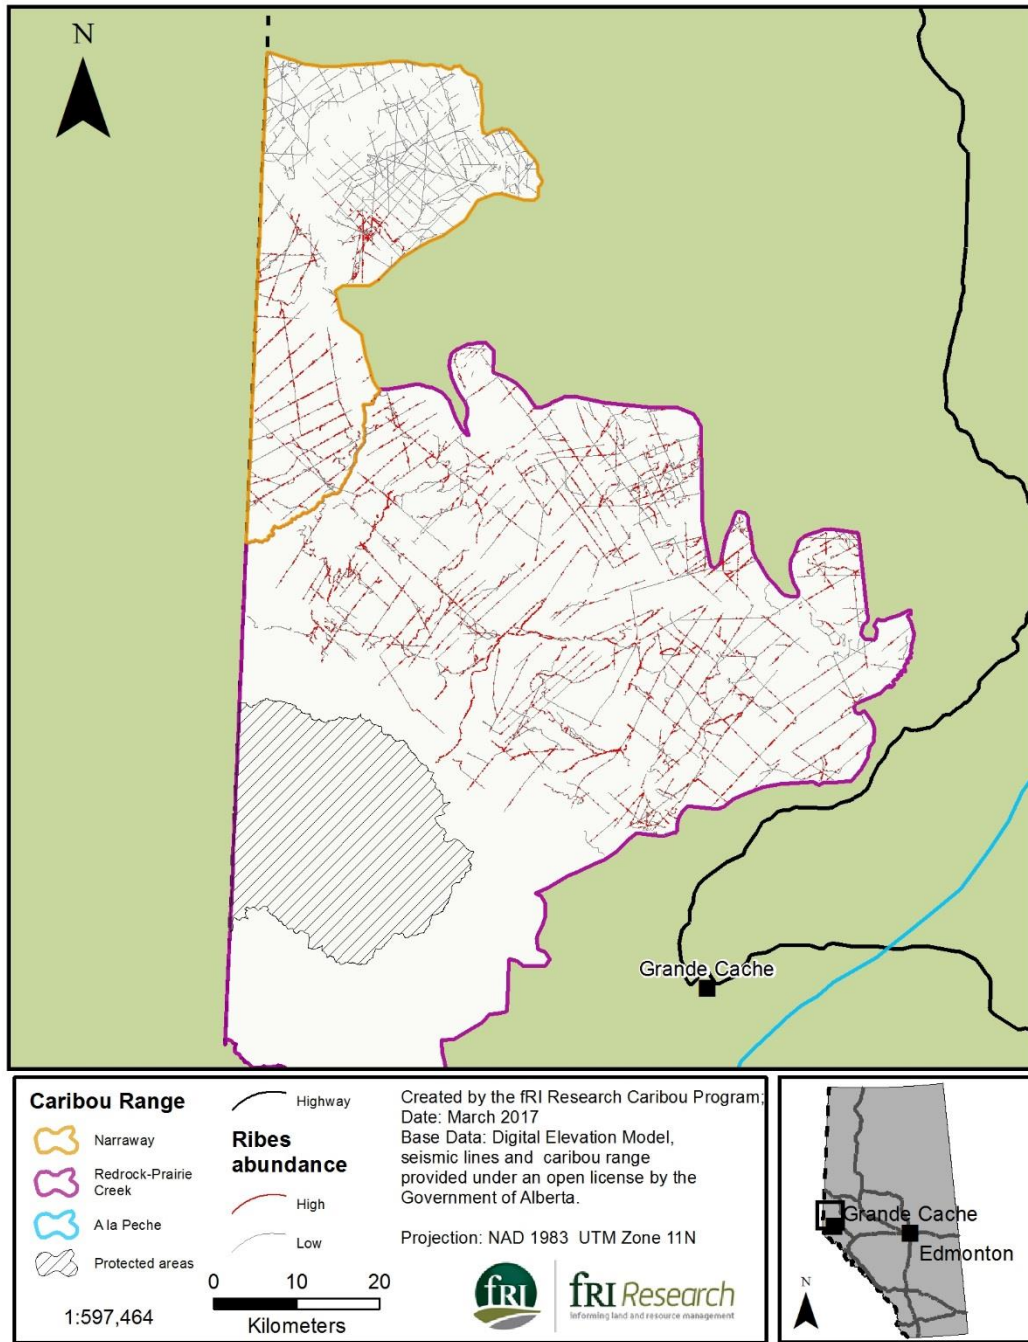 N
Grande Cache
Caribou Range
Narraway
Redrock-Prairie
Creek
A la Peche
Protected areas
1:597,464
Highway
Ribes
abundance
High
Low
0 10 20
Kilometers
Created by the fRI Research Caribou Program;
Date: March 2017
Base Data: Digital Elevation Model,
seismic lines and caribou range
provided under an open license by the
Government of Alberta.
Projection: NAD 1983 UTM Zone 11N
fRI
fRI Research
Informing land and resource management
Grande Cache
Edmonton
N